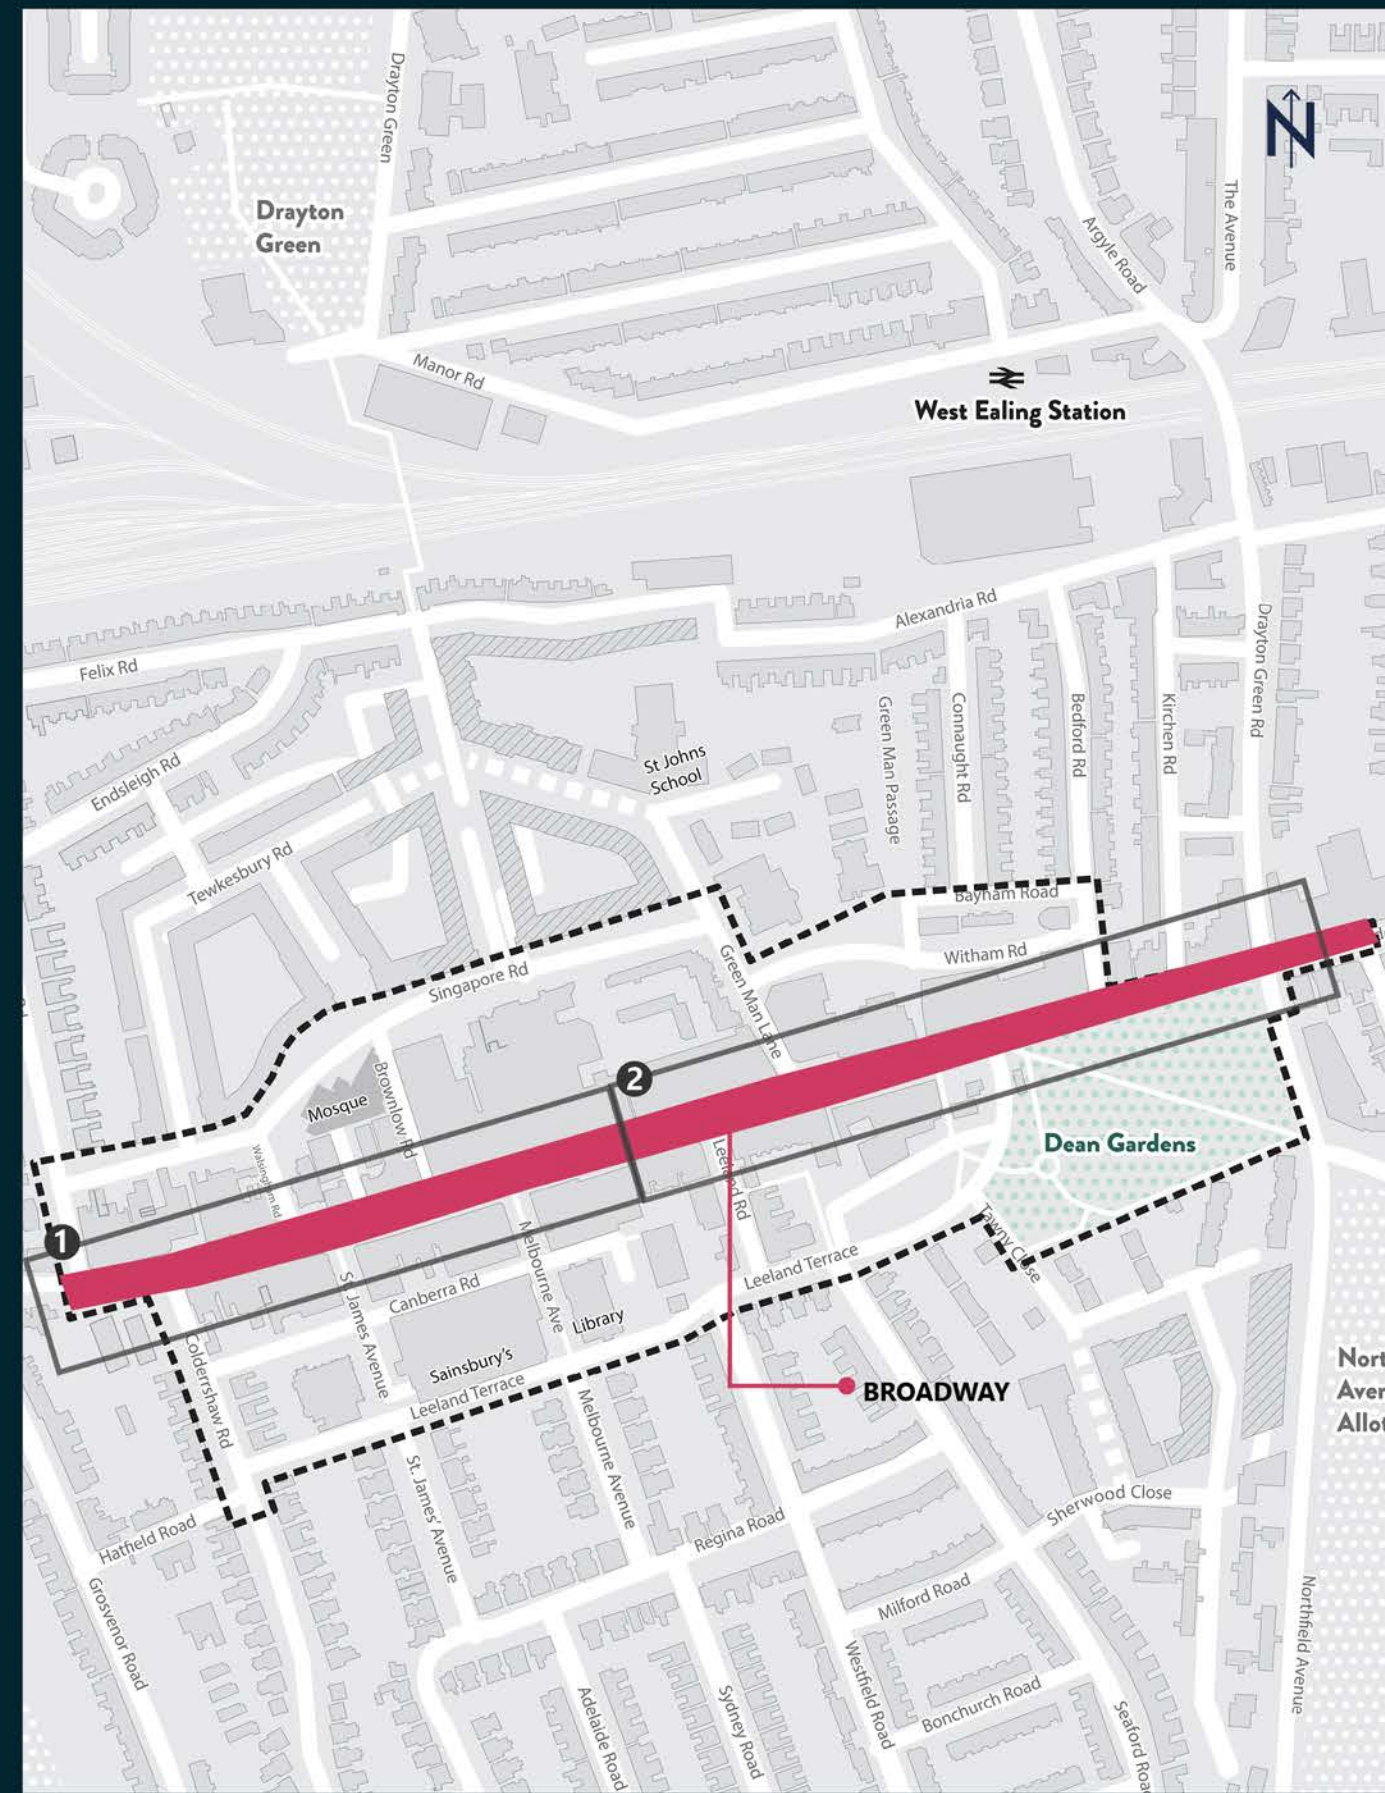 Drayton Green
Drayton
Green
N
The Avenue
Argyle Road
Manor Rd
West Ealing Station
Alexandria Rd
Drayton Green Rd
Felix Rd
Green Man Passage
Connaught Rd
Bedford Rd
Kirchen Rd
St Johns
School
Endsleigh Rd
Tewkesbury Rd
Bayham Road
Witham Rd
Singapore Rd
Green Man Lane
2
Mosque
Brownlow Rd
Walsingham Rd
Dean Gardens
Leeland Rd
1
Tawny Close
Melbourne Ave
Leeland Terrace
Canberra Rd
St. James Avenue
Library
Colderrshaw Rd
Sainsbury's
Leeland Terrace
BROADWAY
Nort
Aven
Allot
Melbourne Avenue
St. James' Avenue
Sherwood Close
Hatfield Road
Regina Road
Milford Road
Grosvenor Road
Northfield Avenue
Westfield Road
Bonchurch Road
Adelaide Road
Sydney Road
Seaford Roa